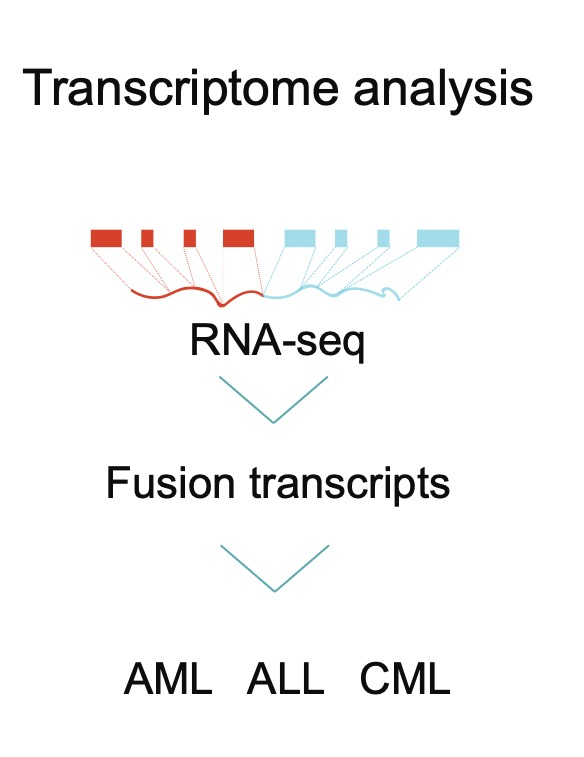 Transcriptome analysis
RNA-seq
Fusion transcripts
AML ALL CML